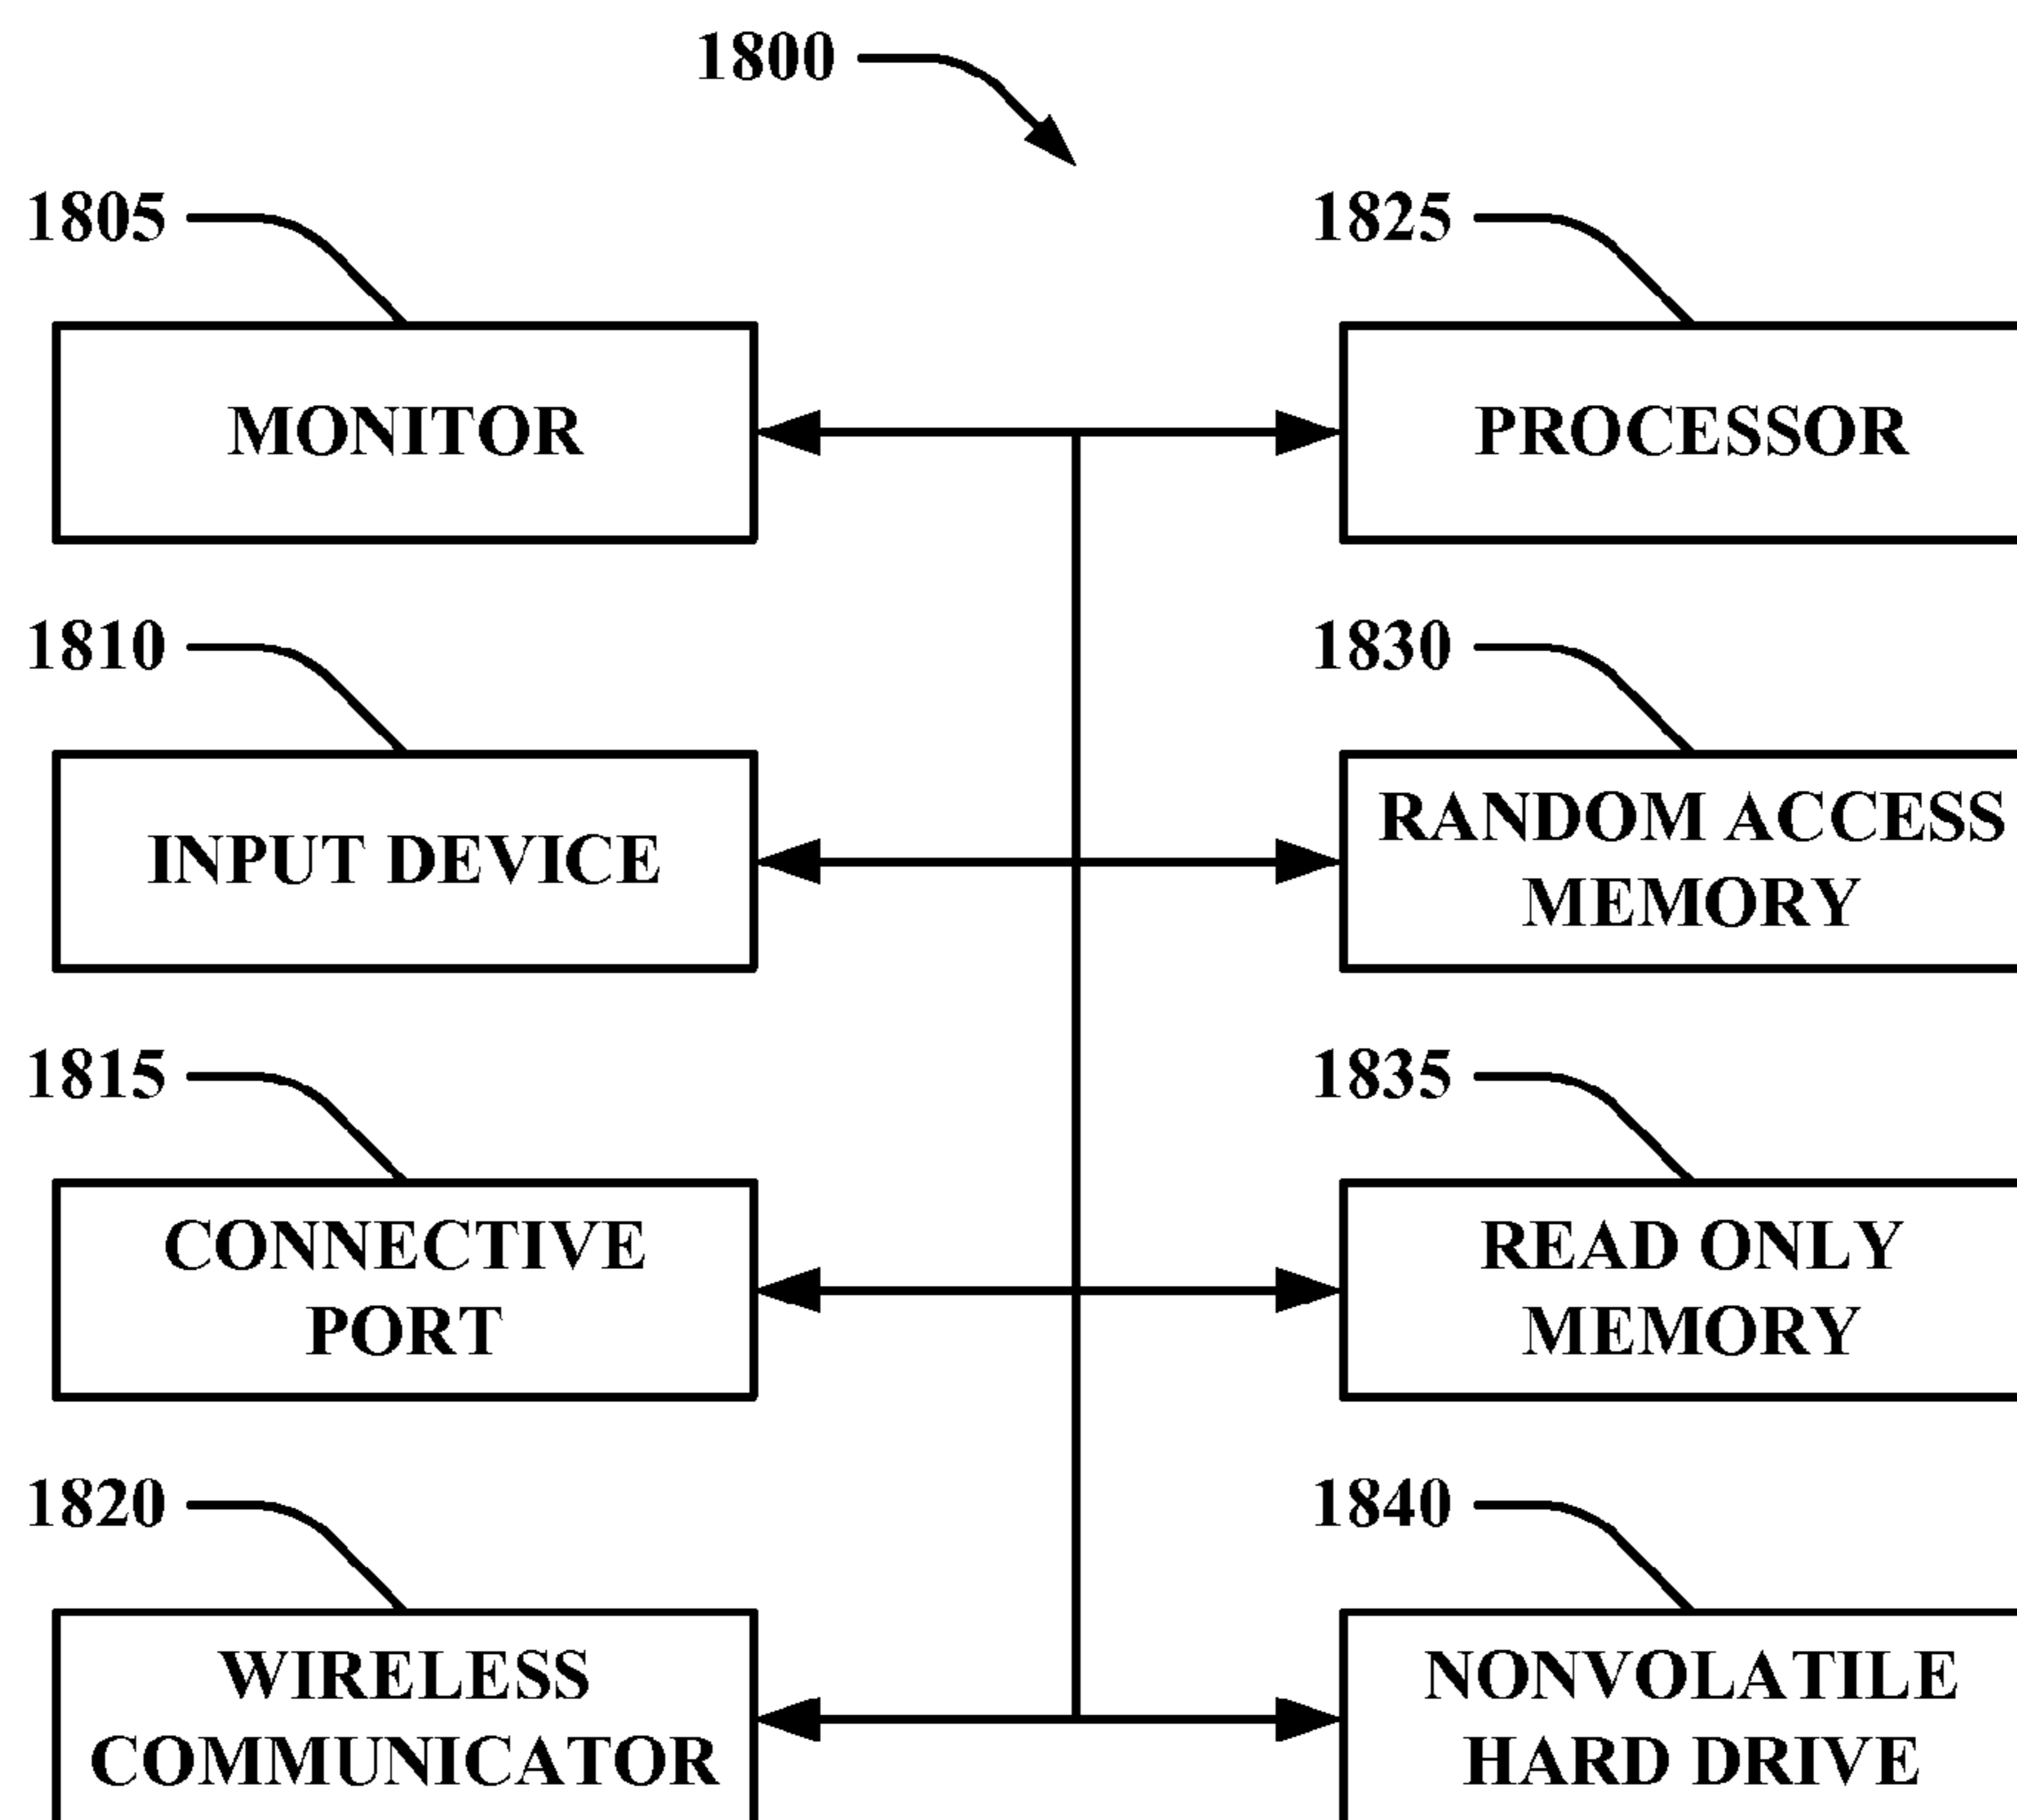 1800
1805
1825
MONITOR
PROCESSOR
1810
1830
INPUT DEVICE
RANDOM ACCESS
MEMORY
1815
1835
CONNECTIVE
PORT
READ ONLY
MEMORY
1820
1840
WIRELESS
COMMUNICATOR
NONVOLATILE
HARD DRIVE